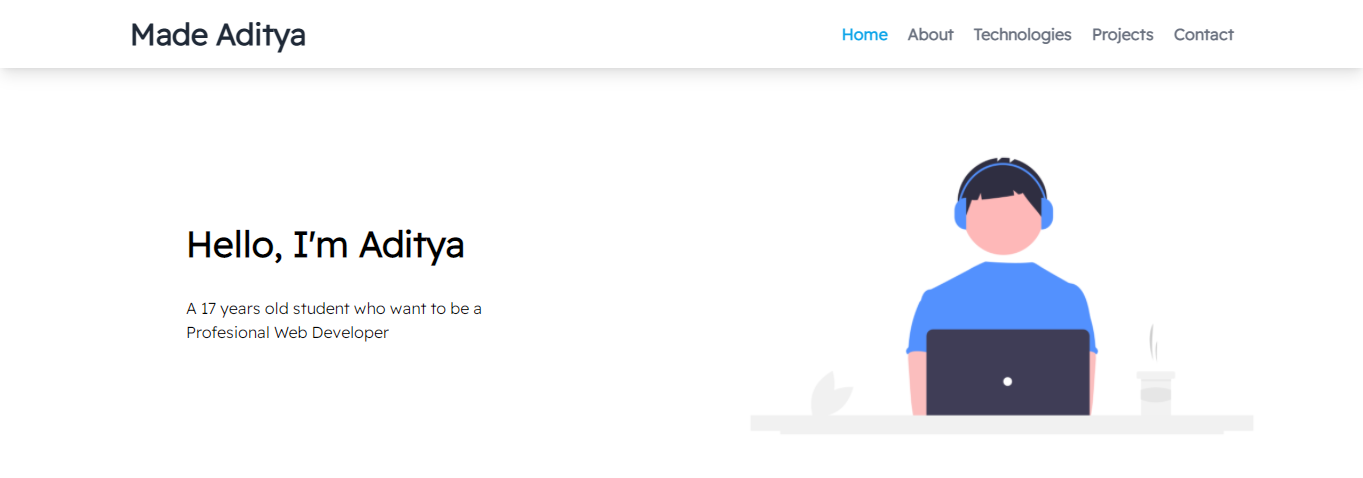 Made Aditya
Home About Technologies Projects Contact
Hello, I'm Aditya
A 17 years old student who want to be a
Profesional Web Developer